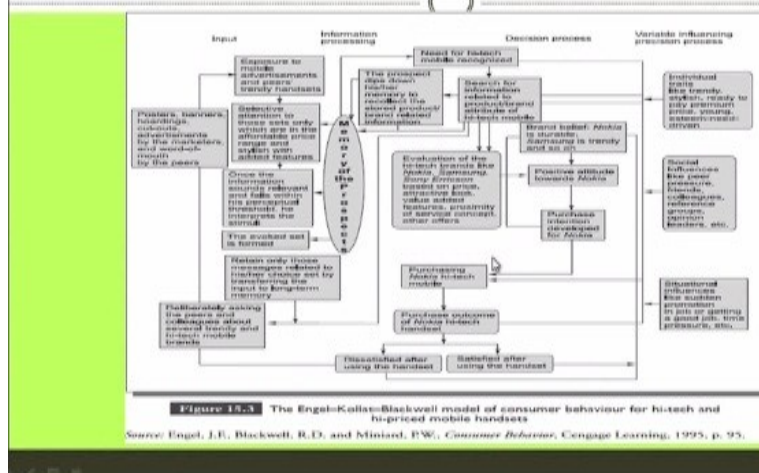 Input
Information
processing
Decision process
Variable influencing
precision process
Exposure to
mobile
advertisements
and peers'
trendy handsets
Posters, banners,
hoardings,
cutouts,
advertisements
by the marketers,
and word-of-
mouth
by the peers
Selective
attention to
those sets only
which are in the
affordable price
range and
stylish with
added features
Once the
information
sounds relevant
and falls within
his perceptual
threshold, he
interprets the
stimuli
The evoked set
is formed
Retain only those
messages related to
his/her choice set by
transferring the
input to long-term
memory
Deliberately asking
the peers and
colleagues about
several trendy and
hi-tech mobile
brands
Memory of the Prospects
Need for hi-tech
mobile recognized
The prospect
dips down
his/her
memory to
recollect the
stored product/
brand related
information
Search for
information
related to
product/brand
attribute of
hi-tech mobile
Brand belief: Nokia
is durable,
Samsung is trendy
and so on
Evaluation of the
hi-tech brands like
Nokia, Samsung,
Sony Ericsson
based on price,
attractive look,
value added
features, proximity
of service concept,
other offers
Positive attitude
towards Nokia
Purchase
intention
developed
for Nokia
Purchasing
Nokia hi-tech
mobile
Purchase outcome
of Nokia hi-tech
handset
Dissatisfied after
using the handset
Satisfied after
using the handset
Individual
traits
like trendy,
stylish, ready to
pay premium
price, young,
esteem-need-
driven
Social
Influences
like peer
pressure,
friends,
colleagues,
reference
groups,
opinion
leaders, etc.
Situational
influences
like sudden
promotion
in job or getting
a good job, time
pressure, etc.
Figure 15.3 The Engel–Kollat–Blackwell model of consumer behaviour for hi-tech and
hi-priced mobile handsets
Source: Engel, J.F., Blackwell, R.D. and Miniard, P.W., Consumer Behavior, Cengage Learning, 1995, p. 95.